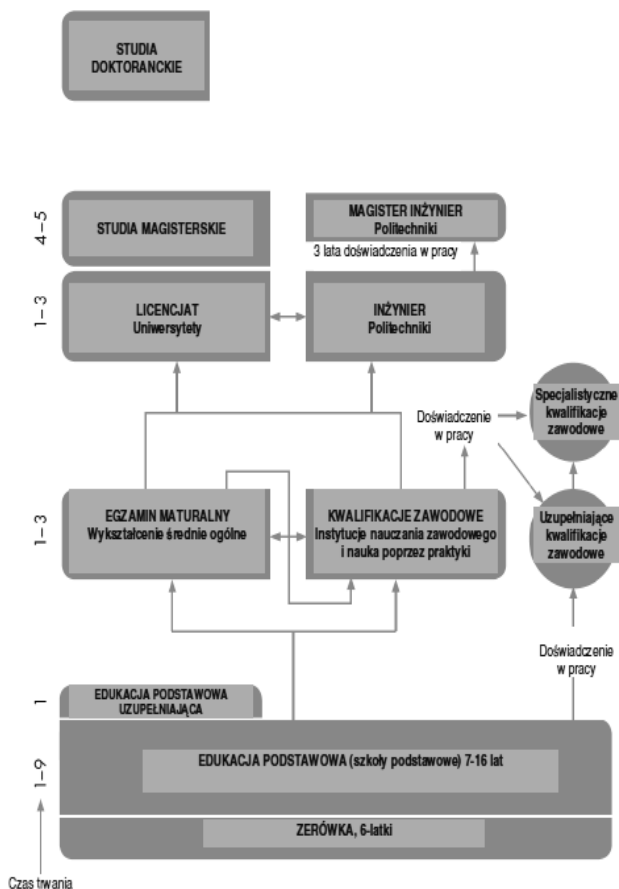 STUDIA
DOKTORANCKIE
4–5
STUDIA MAGISTERSKIE
MAGISTER INŻYNIER
Politechniki
3 lata doświadczenia w pracy
1–3
LICENCJAT
Uniwersytety
INŻYNIER
Politechniki
Doświadczenie
w pracy
Specjalistyczne
kwalifikacje
zawodowe
1–3
EGZAMIN MATURALNY
Wykształcenie średnie ogólne
KWALIFIKACJE ZAWODOWE
Instytucje nauczania zawodowego
i nauka poprzez praktyki
Uzupełniające
kwalifikacje
zawodowe
Doświadczenie
w pracy
1
EDUKACJA PODSTAWOWA
UZUPEŁNIAJĄCA
1–9
EDUKACJA PODSTAWOWA (szkoły podstawowe) 7-16 lat
ZERÓWKA, 6-latki
Czas trwania